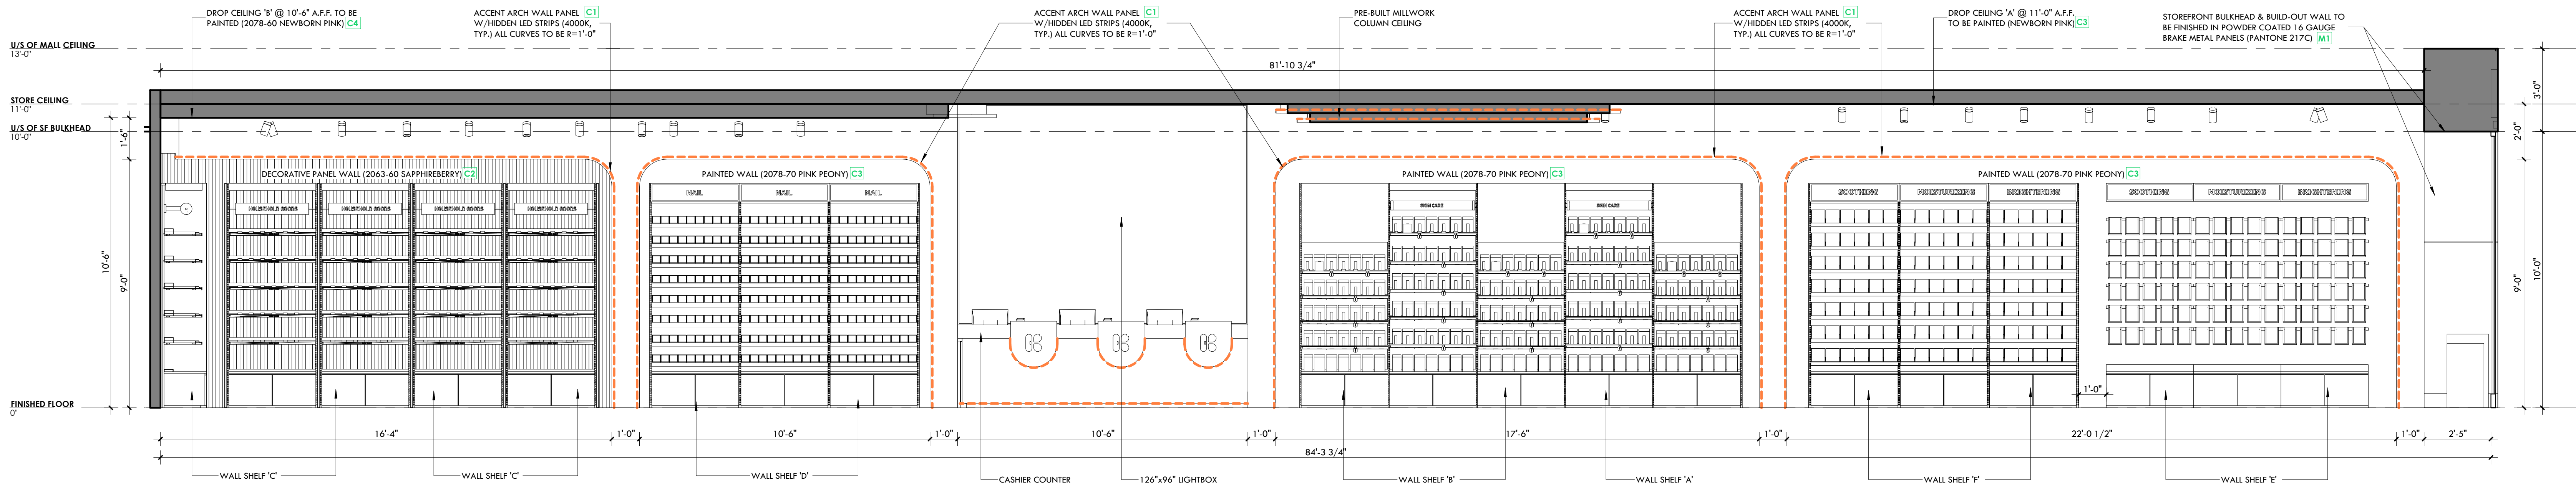 DROP CEILING 'B' @ 10'-6" A.F.F. TO BE
PAINTED (2078-60 NEWBORN PINK) C4
ACCENT ARCH WALL PANEL C1
W/HIDDEN LED STRIPS (4000K,
TYP.) ALL CURVES TO BE R=1'-0"
ACCENT ARCH WALL PANEL C1
W/HIDDEN LED STRIPS (4000K,
TYP.) ALL CURVES TO BE R=1'-0"
PRE-BUILT MILLWORK
COLUMN CEILING
ACCENT ARCH WALL PANEL C1
W/HIDDEN LED STRIPS (4000K,
TYP.) ALL CURVES TO BE R=1'-0"
DROP CEILING 'A' @ 11'-0" A.F.F.
TO BE PAINTED (NEWBORN PINK) C3
STOREFRONT BULKHEAD & BUILD-OUT WALL TO
BE FINISHED IN POWDER COATED 16 GAUGE
BRAKE METAL PANELS (PANTONE 217C) M1
U/S OF MALL CEILING
13'-0"
81'-10 3/4"
STORE CEILING
11'-0"
U/S OF SF BULKHEAD
10'-0"
1'-6"
3'-0"
2'-0"
DECORATIVE PANEL WALL (2063-60 SAPPHIREBERRY) C2
PAINTED WALL (2078-70 PINK PEONY) C3
PAINTED WALL (2078-70 PINK PEONY) C3
PAINTED WALL (2078-70 PINK PEONY) C3
NAIL
NAIL
NAIL
SOOTHING
MOISTURIZING
BRIGHTENING
SOOTHING
MOISTURIZING
BRIGHTENING
HOUSEHOLD GOODS
HOUSEHOLD GOODS
HOUSEHOLD GOODS
HOUSEHOLD GOODS
SKIN CARE
SKIN CARE
10'-6"
9'-0"
9'-0"
10'-0"
1'-0"
FINISHED FLOOR
0"
16'-4"
1'-0"
10'-6"
1'-0"
10'-6"
1'-0"
17'-6"
1'-0"
22'-0 1/2"
1'-0"
2'-5"
84'-3 3/4"
WALL SHELF 'C'
WALL SHELF 'C'
WALL SHELF 'D'
CASHIER COUNTER
126"x96" LIGHTBOX
WALL SHELF 'B'
WALL SHELF 'A'
WALL SHELF 'F'
WALL SHELF 'E'